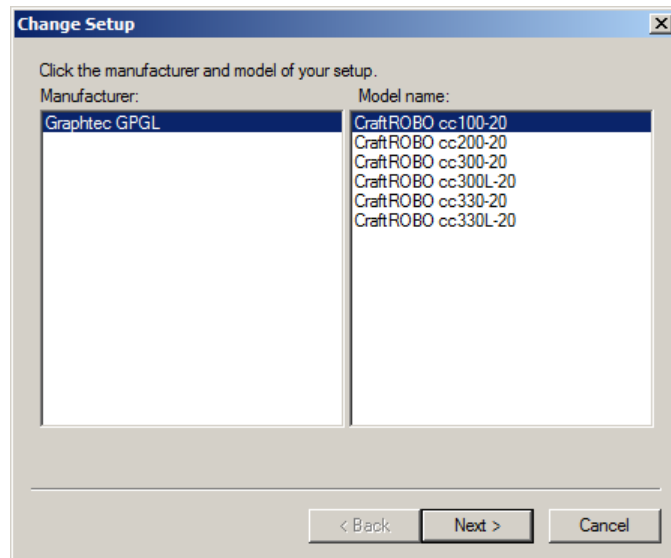 Change Setup
Click the manufacturer and model of your setup.
Manufacturer:
Model name:
Graphtec GPGL
CraftROBO cc100-20
CraftROBO cc200-20
CraftROBO cc300-20
CraftROBO cc300L-20
CraftROBO cc330-20
CraftROBO cc330L-20
< Back
Next >
Cancel